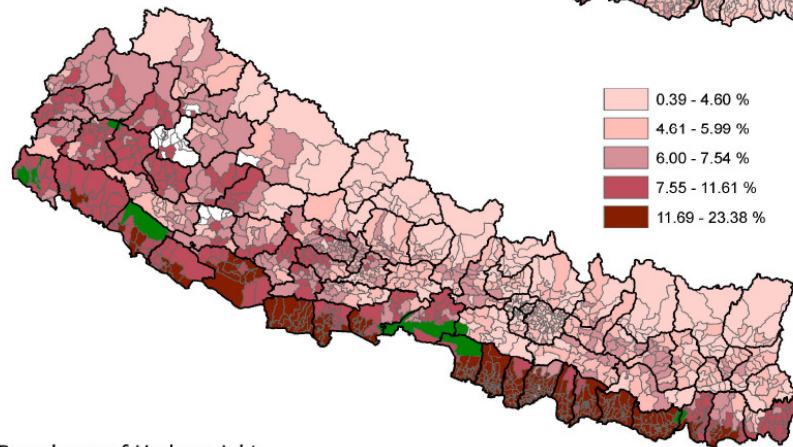 0.39 - 4.60 %
4.61 - 5.99 %
6.00 - 7.54 %
7.55 - 11.61 %
11.69 - 23.38 %